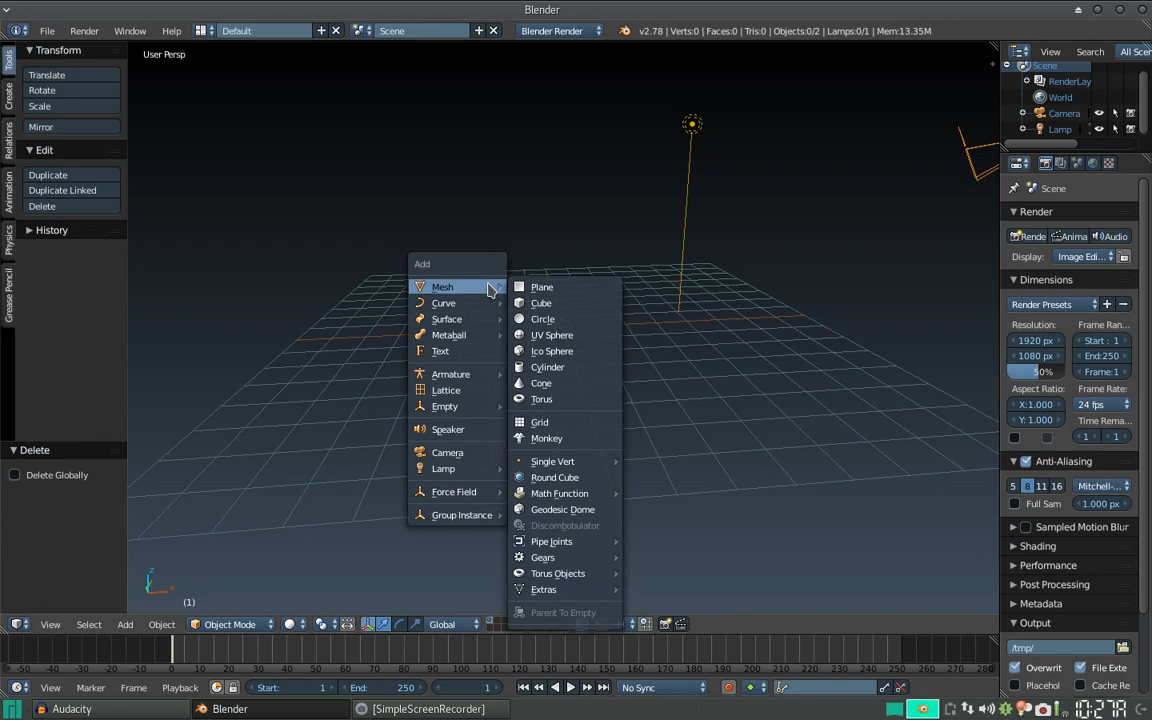 Blender
File Render Window Help Default Scene Blender Render v2.78 | Verts:0 | Faces:0 | Tris:0 | Objects:0/2 | Lamps:0/1 | Mem:13.35M
Tools
Create
Relations
Animation
Physics
Grease Pencil
Transform
Translate
Rotate
Scale
Mirror
Edit
Duplicate
Duplicate Linked
Delete
History
Delete
Delete Globally
User Persp
Add
Mesh
Curve
Surface
Metaball
Text
Armature
Lattice
Empty
Speaker
Camera
Lamp
Force Field
Group Instance
Plane
Cube
Circle
UV Sphere
Ico Sphere
Cylinder
Cone
Torus
Grid
Monkey
Single Vert
Round Cube
Math Function
Geodesic Dome
Discombobulator
Pipe Joints
Gears
Torus Objects
Extras
Parent To Empty
z
(1)
View Select Add Object Object Mode Global
-50 -40 -30 -20 -10 0 10 20 30 40 50 60 70 80 90 100 110 120 130 140 150 160 170 180 190 200 210 220 230 240 250 260 270 280
View Marker Frame Playback Start: 1 End: 250 1 No Sync
View Search All Scen
Scene
RenderLay
World
Camera
Lamp
Scene
Render
Rende Anima Audio
Display: Image Edi...
Dimensions
Render Presets
Resolution: Frame Ran...
1920 px Start: 1
1080 px End:250
50% Frame:1
Aspect Ratio: Frame Rate:
X:1.000 24 fps
Y: 1.000 Time Rema...
1 1
Anti-Aliasing
5 8 11 16 Mitchell-...
Full Sam 1.000 px
Sampled Motion Blur
Shading
Performance
Post Processing
Metadata
Output
/tmp/
Overwrit File Exte
Placehol Cache Re
Audacity Blender [SimpleScreenRecorder]